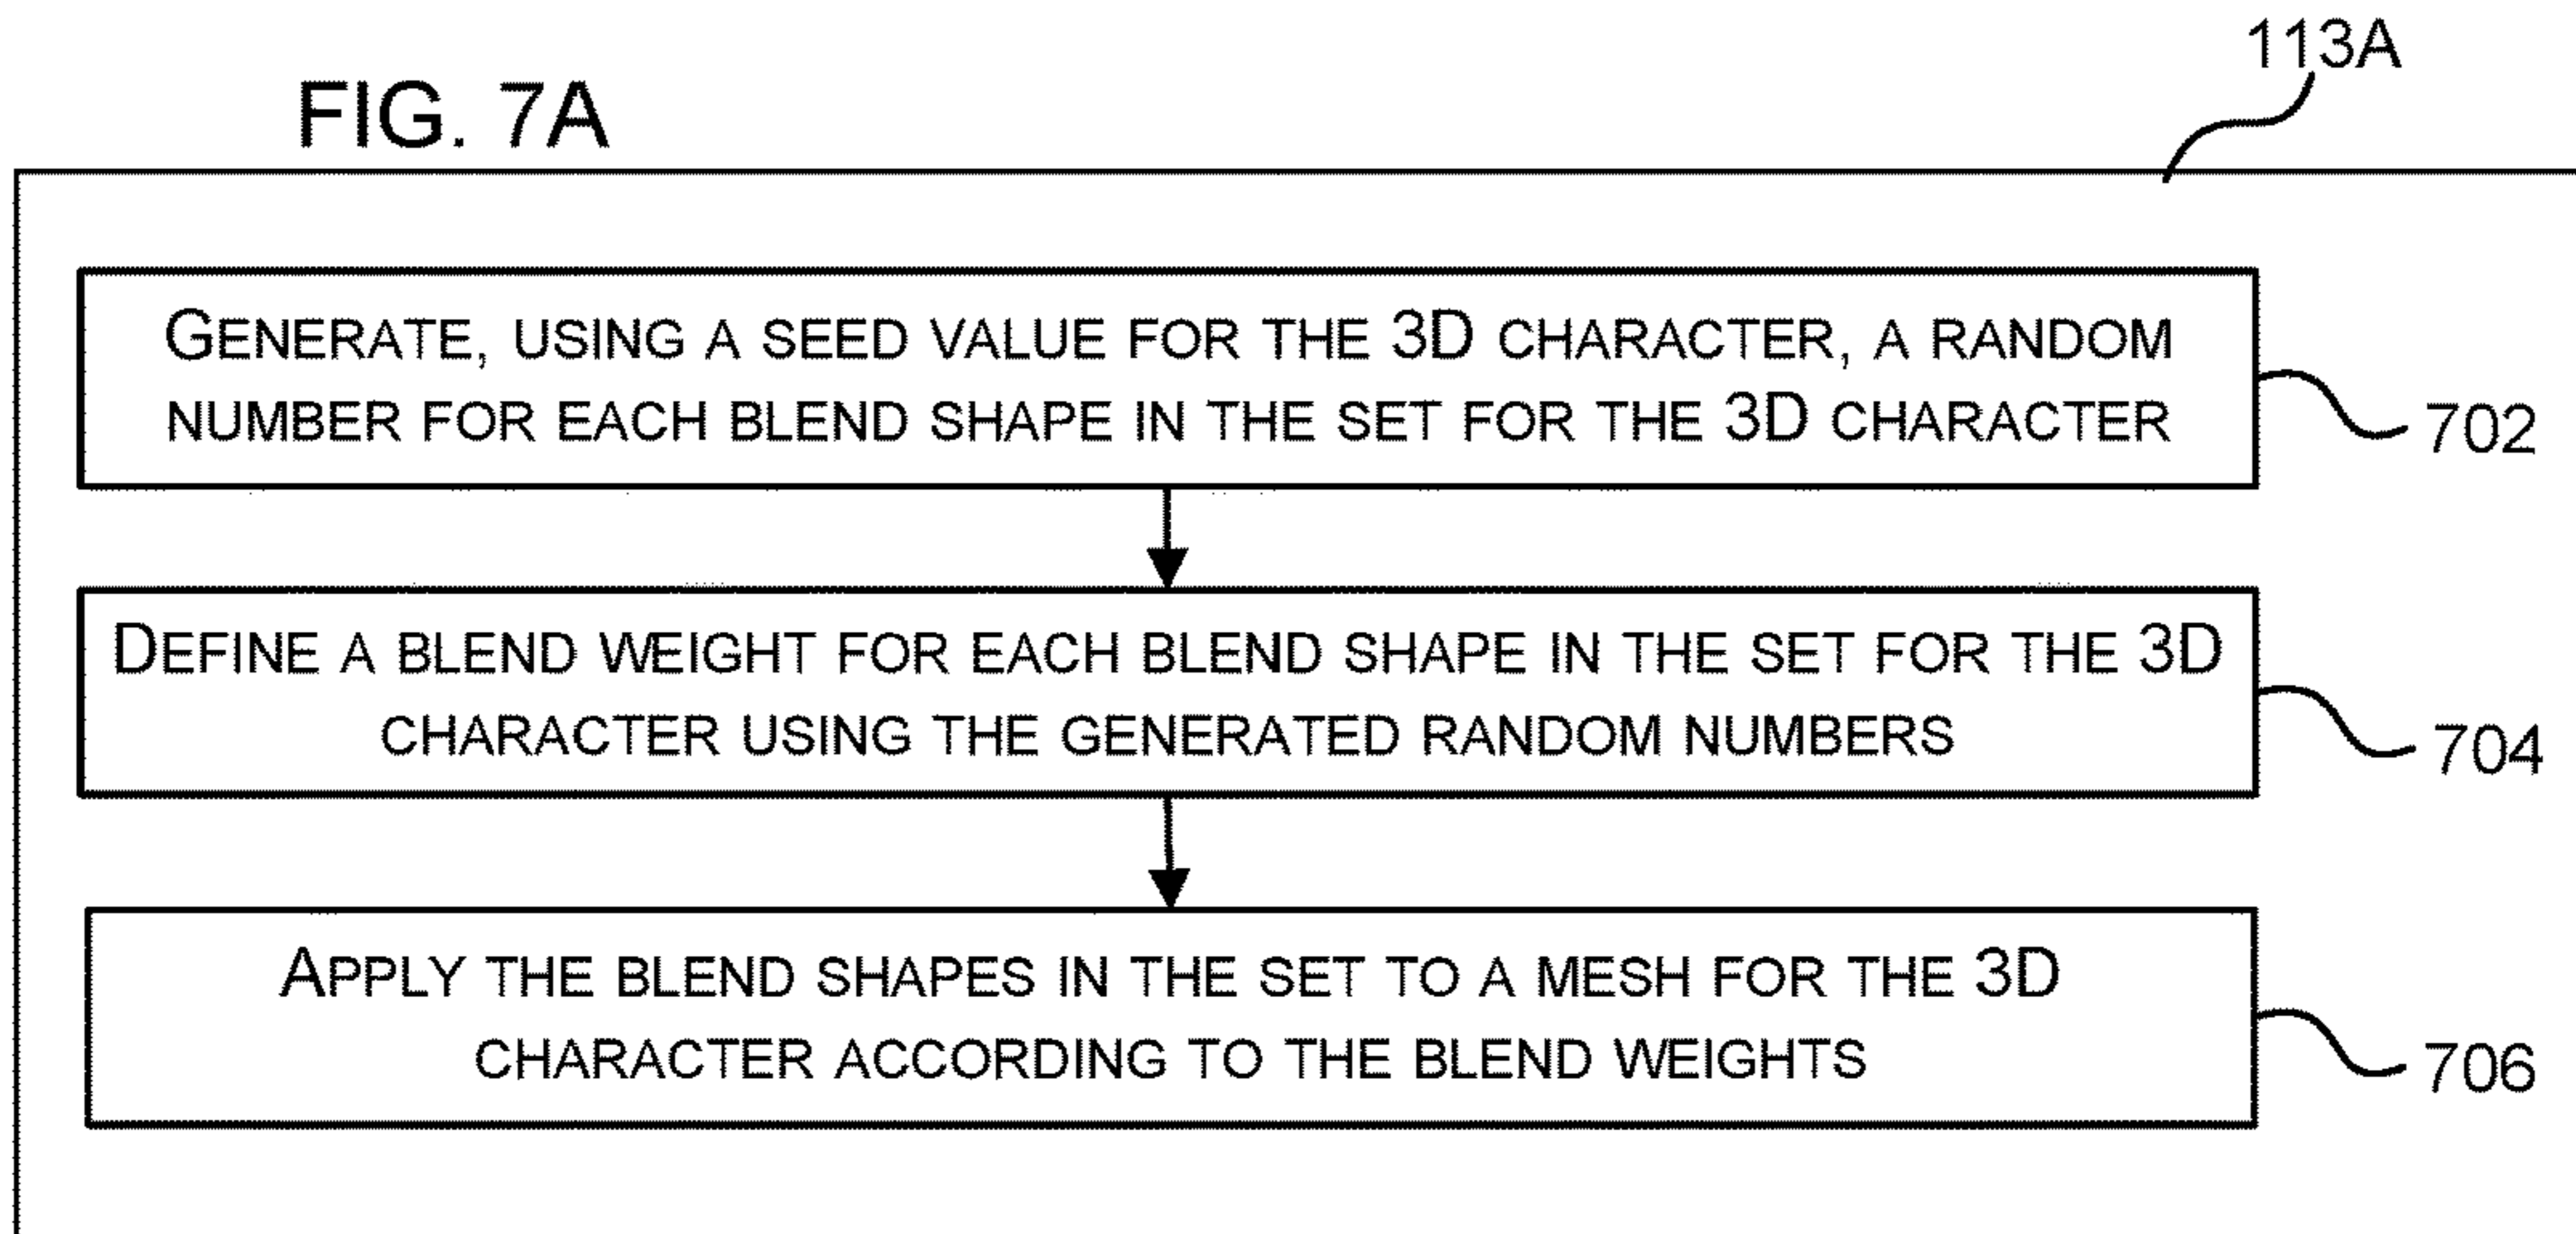 113A
FIG. 7A
GENERATE, USING A SEED VALUE FOR THE 3D CHARACTER, A RANDOM
NUMBER FOR EACH BLEND SHAPE IN THE SET FOR THE 3D CHARACTER
702
DEFINE A BLEND WEIGHT FOR EACH BLEND SHAPE IN THE SET FOR THE 3D
CHARACTER USING THE GENERATED RANDOM NUMBERS
704
APPLY THE BLEND SHAPES IN THE SET TO A MESH FOR THE 3D
CHARACTER ACCORDING TO THE BLEND WEIGHTS
706